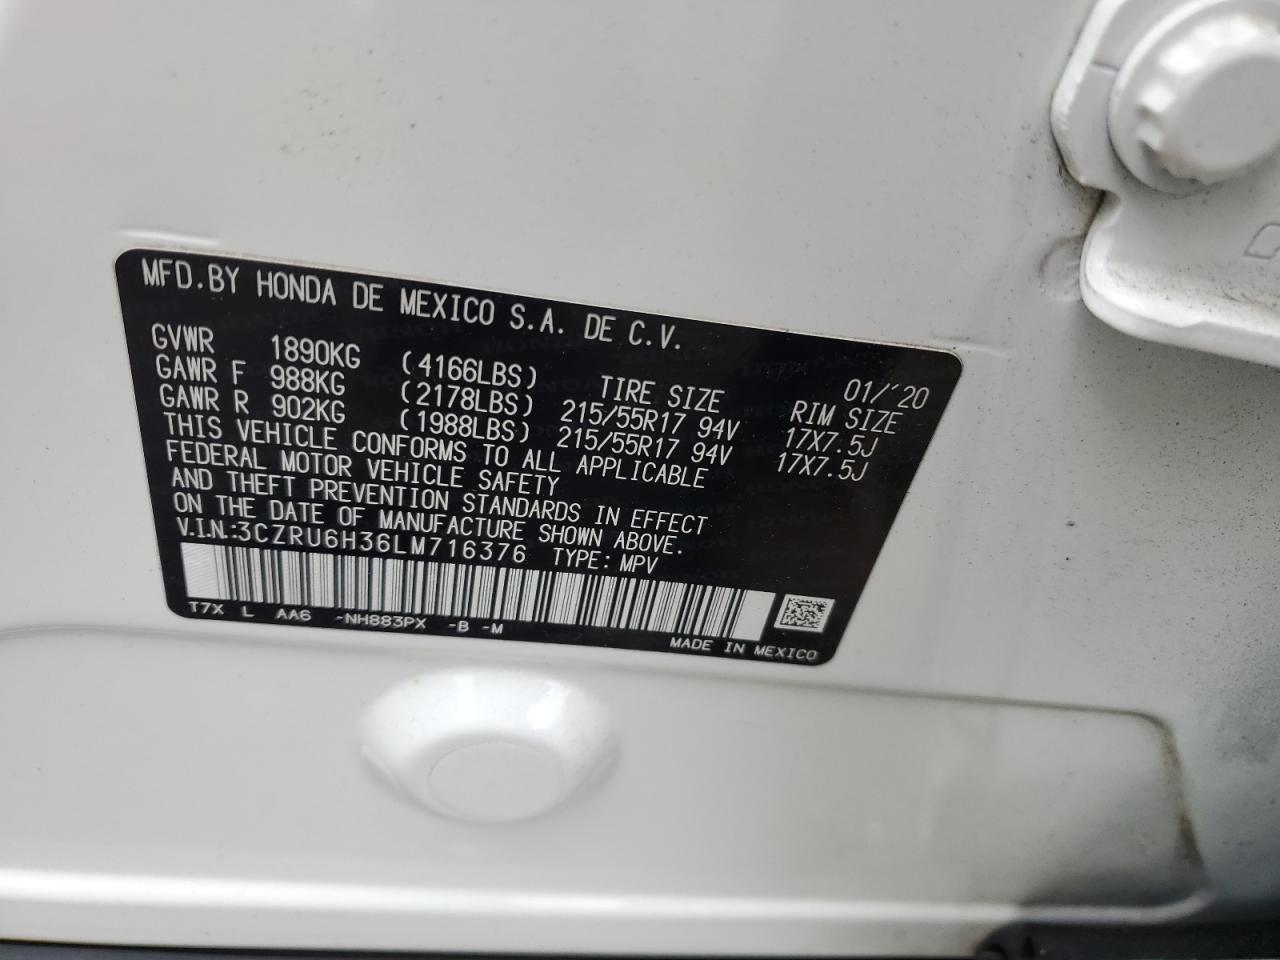 MFD.BY HONDA DE MEXICO S.A. DE C.V.
01/'20
GVWR 1890KG (4166LBS) TIRE SIZE RIM SIZE
GAWR F 988KG (2178LBS) 215/55R17 94V 17X7.5J
GAWR R 902KG (1988LBS) 215/55R17 94V 17X7.5J
THIS VEHICLE CONFORMS TO ALL APPLICABLE
FEDERAL MOTOR VEHICLE SAFETY
AND THEFT PREVENTION STANDARDS IN EFFECT
ON THE DATE OF MANUFACTURE SHOWN ABOVE.
V.I.N.:3CZRU6H36LM716376 TYPE: MPV
T7X L AA6 -NH883PX -B -M
MADE IN MEXICO